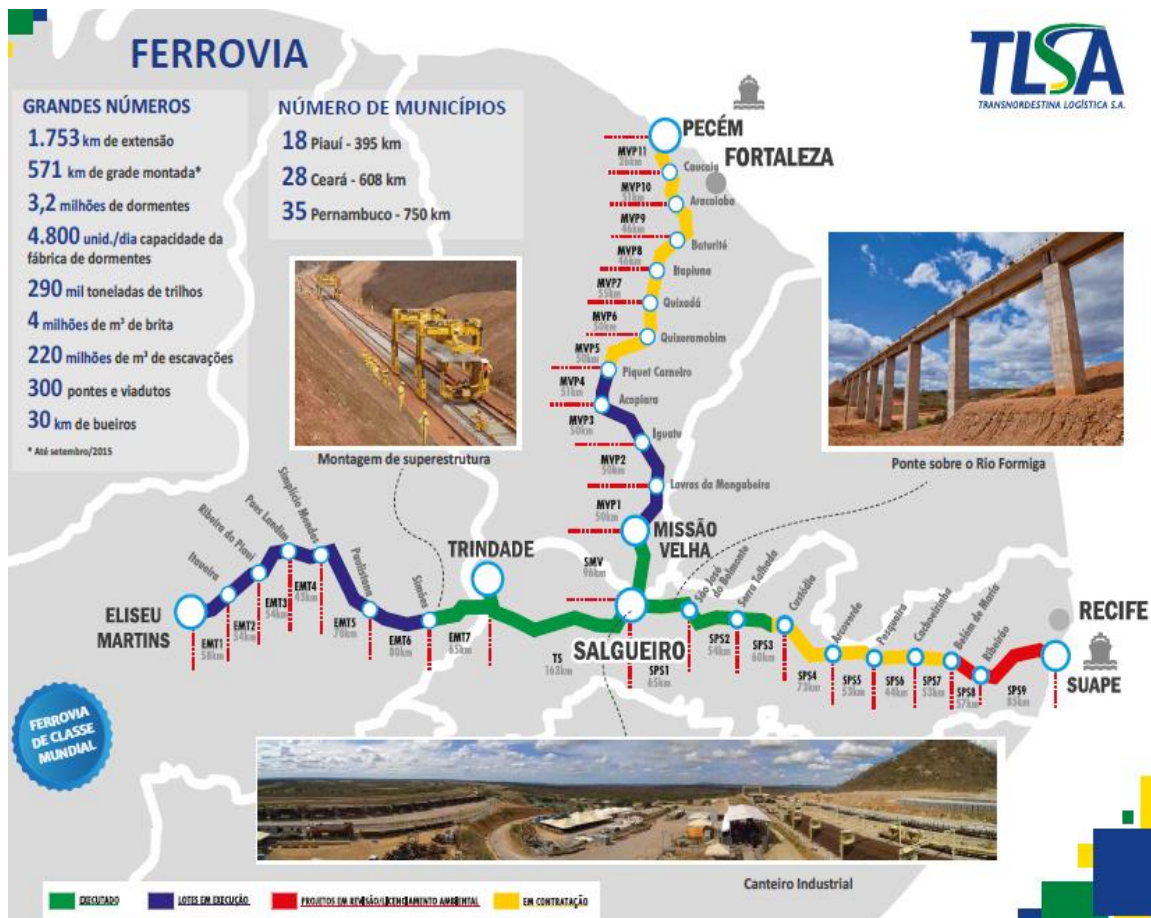 FERROVIA
TLSA
TRANSNORDESTINA LOGÍSTICA S.A.
GRANDES NÚMEROS
1.753 km de extensão
571 km de grade montada*
3,2 milhões de dormentes
4.800 unid./dia capacidade da
fábrica de dormentes
290 mil toneladas de trilhos
4 milhões de m³ de brita
220 milhões de m³ de escavações
300 pontes e viadutos
30 km de bueiros
* Até setembro/2015
NÚMERO DE MUNICÍPIOS
18 Piauí - 395 km
28 Ceará - 608 km
35 Pernambuco - 750 km
PECÉM
FORTALEZA
MVP11
26km
Caucaia
MVP10
51km
Aracoiaba
MVP9
46km
Baturité
MVP8
46km
Itapiuna
MVP7
55km
Quixadá
MVP6
50km
Quixeramobim
MVP5
50km
Piquet Carneiro
MVP4
51km
Acopiara
MVP3
50km
Iguatu
MVP2
50km
Lavras da Mangabeira
MVP1
50km
MISSÃO
VELHA
SMV
96km
Montagem de superestrutura
Ponte sobre o Rio Formiga
ELISEU
MARTINS
EMT1
58km
Itaueira
EMT2
54km
Ribeira do Piauí
EMT3
54km
Paes Landim
EMT4
45km
Simplício Mendes
EMT5
70km
Paulistana
EMT6
80km
Simões
EMT7
65km
TRINDADE
TS
163km
SALGUEIRO
SPS1
65km
São José
do Belmonte
SPS2
54km
Serra Talhada
SPS3
60km
Custódia
SPS4
73km
Arcoverde
SPS5
53km
Pesqueira
SPS6
44km
Cachoeirinha
SPS7
53km
Belém de Maria
SPS8
57km
Ribeirão
SPS9
85km
RECIFE
SUAPE
FERROVIA
DE CLASSE
MUNDIAL
Canteiro Industrial
EXECUTADO
LOTES EM EXECUÇÃO
PROJETOS EM REVISÃO/LICENCIAMENTO AMBIENTAL
EM CONTRATAÇÃO